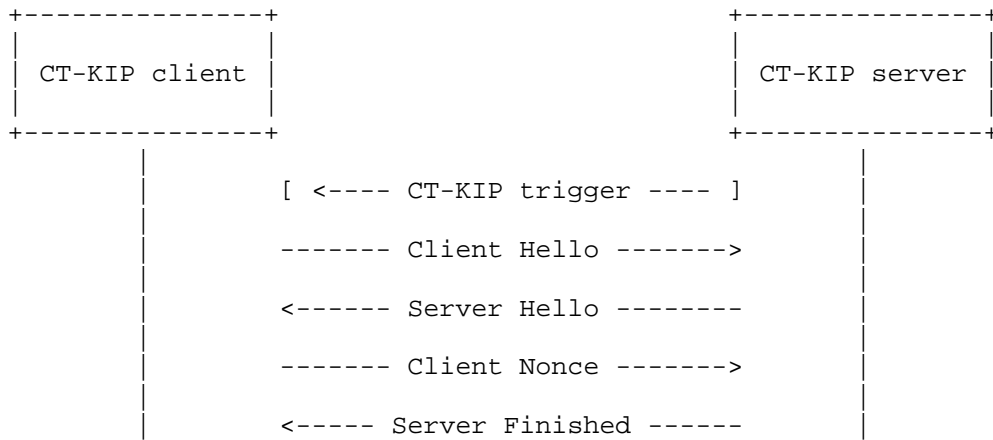 CT-KIP client CT-KIP server
[ <---- CT-KIP trigger ---- ]
------- Client Hello ------->
<------ Server Hello --------
------- Client Nonce ------->
<----- Server Finished ------